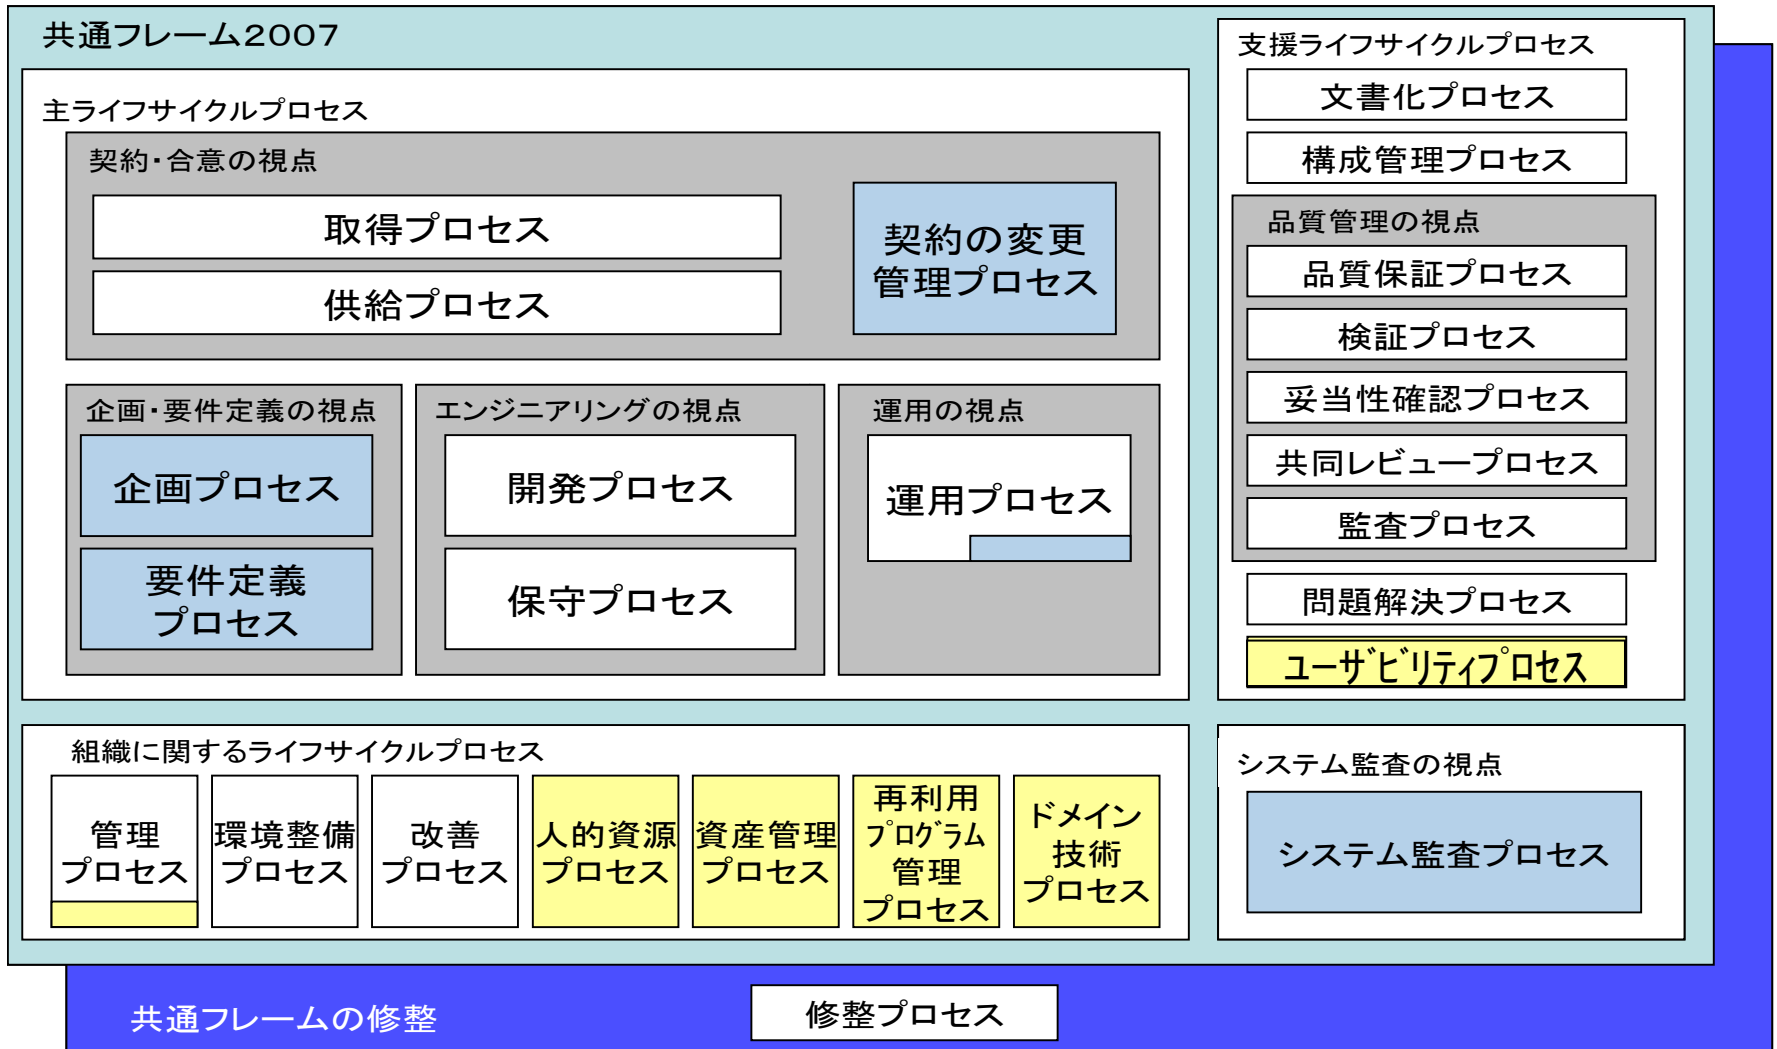 共通フレーム2007
主ライフサイクルプロセス
契約・合意の視点
取得プロセス
供給プロセス
契約の変更
管理プロセス
企画・要件定義の視点
企画プロセス
要件定義
プロセス
エンジニアリングの視点
開発プロセス
保守プロセス
運用の視点
運用プロセス
支援ライフサイクルプロセス
文書化プロセス
構成管理プロセス
品質管理の視点
品質保証プロセス
検証プロセス
妥当性確認プロセス
共同レビュープロセス
監査プロセス
問題解決プロセス
ユーザビリティプロセス
組織に関するライフサイクルプロセス
管理
プロセス
環境整備
プロセス
改善
プロセス
人的資源
プロセス
資産管理
プロセス
再利用
プログラム
管理
プロセス
ドメイン
技術
プロセス
システム監査の視点
システム監査プロセス
共通フレームの修整
修整プロセス